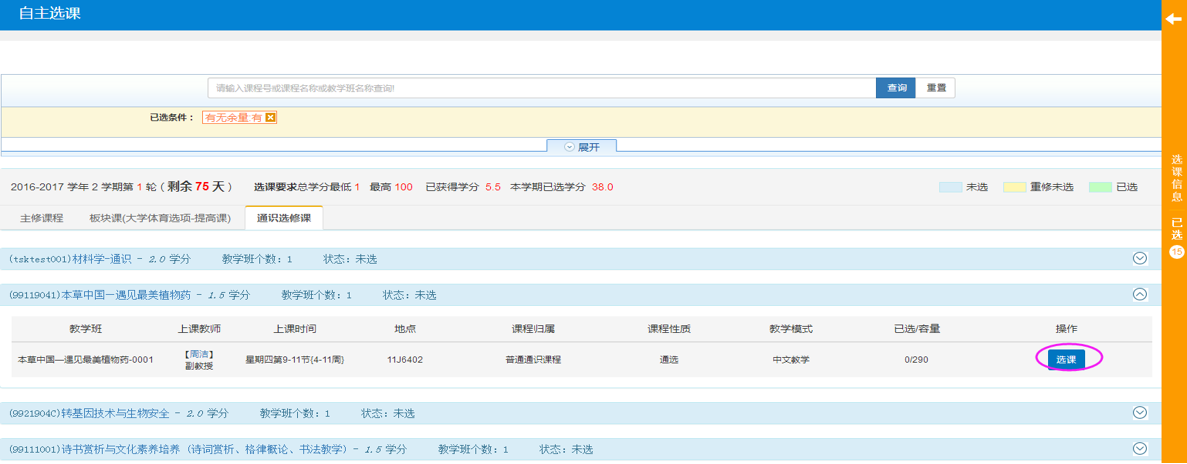 自主选课
请输入课程号或课程名称或教学班名称查询! 查询 重置
已选条件： 有无余量:有
展开
2016-2017 学年 2 学期第 1 轮（剩余 75 天） 选课要求总学分最低 1 最高 100 已获得学分 5.5 本学期已选学分 38.0 未选 重修未选 已选
主修课程 板块课(大学体育选项-提高课) 通识选修课
(tsktest001)材料学-通识 - 2.0 学分 教学班个数：1 状态：未选
(99119041)本草中国—遇见最美植物药 - 1.5 学分 教学班个数：1 状态：未选
教学班 上课教师 上课时间 地点 课程归属 课程性质 教学模式 已选/容量 操作
本草中国—遇见最美植物药-0001 【周洁】 星期四第9-11节{4-11周} 11J6402 普通通识课程 通选 中文教学 0/290 选课
副教授
(9921904C)转基因技术与生物安全 - 2.0 学分 教学班个数：1 状态：未选
(99111001)诗书赏析与文化素养培养（诗词赏析、格律概论、书法教学） - 1.5 学分 教学班个数：1 状态：未选
选课信息
已选
15